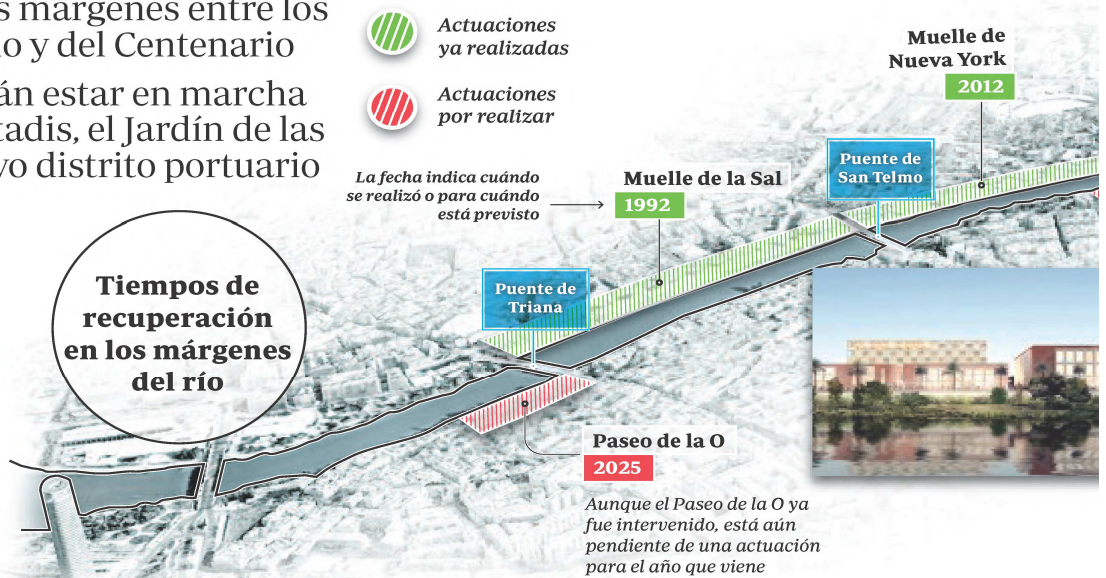 s márgenes entre los
o y del Centenario
án estar en marcha
tadis, el Jardín de las
vo distrito portuario
Actuaciones
ya realizadas
Actuaciones
por realizar
La fecha indica cuándo
se realizó o para cuándo
está previsto
Muelle de la Sal
1992
Muelle de
Nueva York
2012
Puente de
San Telmo
Puente de
Triana
Tiempos de
recuperación
en los márgenes
del río
Paseo de la O
2025
Aunque el Paseo de la O ya
fue intervenido, está aún
pendiente de una actuación
para el año que viene